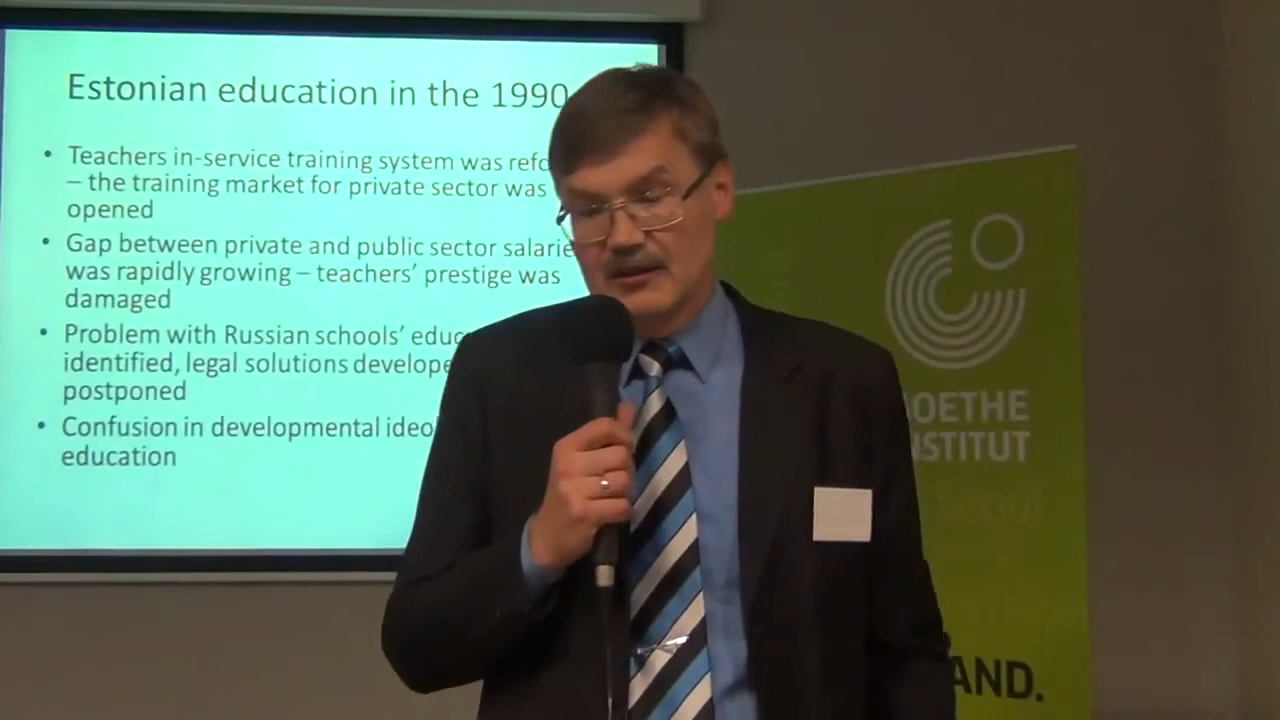 Estonian education in the 1990
• Teachers in-service training system was refo
– the training market for private sector was
opened
• Gap between private and public sector salarie
was rapidly growing – teachers' prestige was
damaged
• Problem with Russian schools' educ
identified, legal solutions develope
postponed
• Confusion in developmental ideol
education
OETHE
NSTITUT
Seoul
AND.